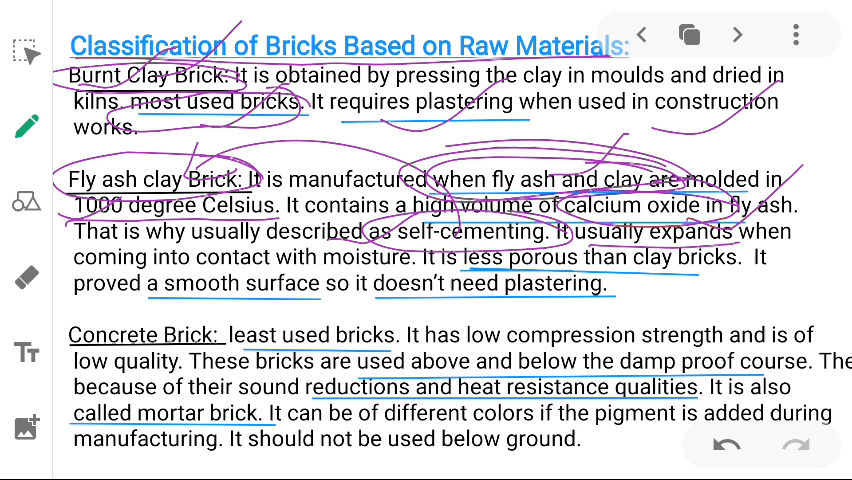 Classification of Bricks Based on Raw Materials:
Burnt Clay Brick: It is obtained by pressing the clay in moulds and dried in
kilns. most used bricks. It requires plastering when used in construction
works.
Fly ash clay Brick: It is manufactured when fly ash and clay are molded in
1000 degree Celsius. It contains a high volume of calcium oxide in fly ash.
That is why usually described as self-cementing. It usually expands when
coming into contact with moisture. It is less porous than clay bricks. It
proved a smooth surface so it doesn't need plastering.
Concrete Brick: least used bricks. It has low compression strength and is of
low quality. These bricks are used above and below the damp proof course. The
because of their sound reductions and heat resistance qualities. It is also
called mortar brick. It can be of different colors if the pigment is added during
manufacturing. It should not be used below ground.